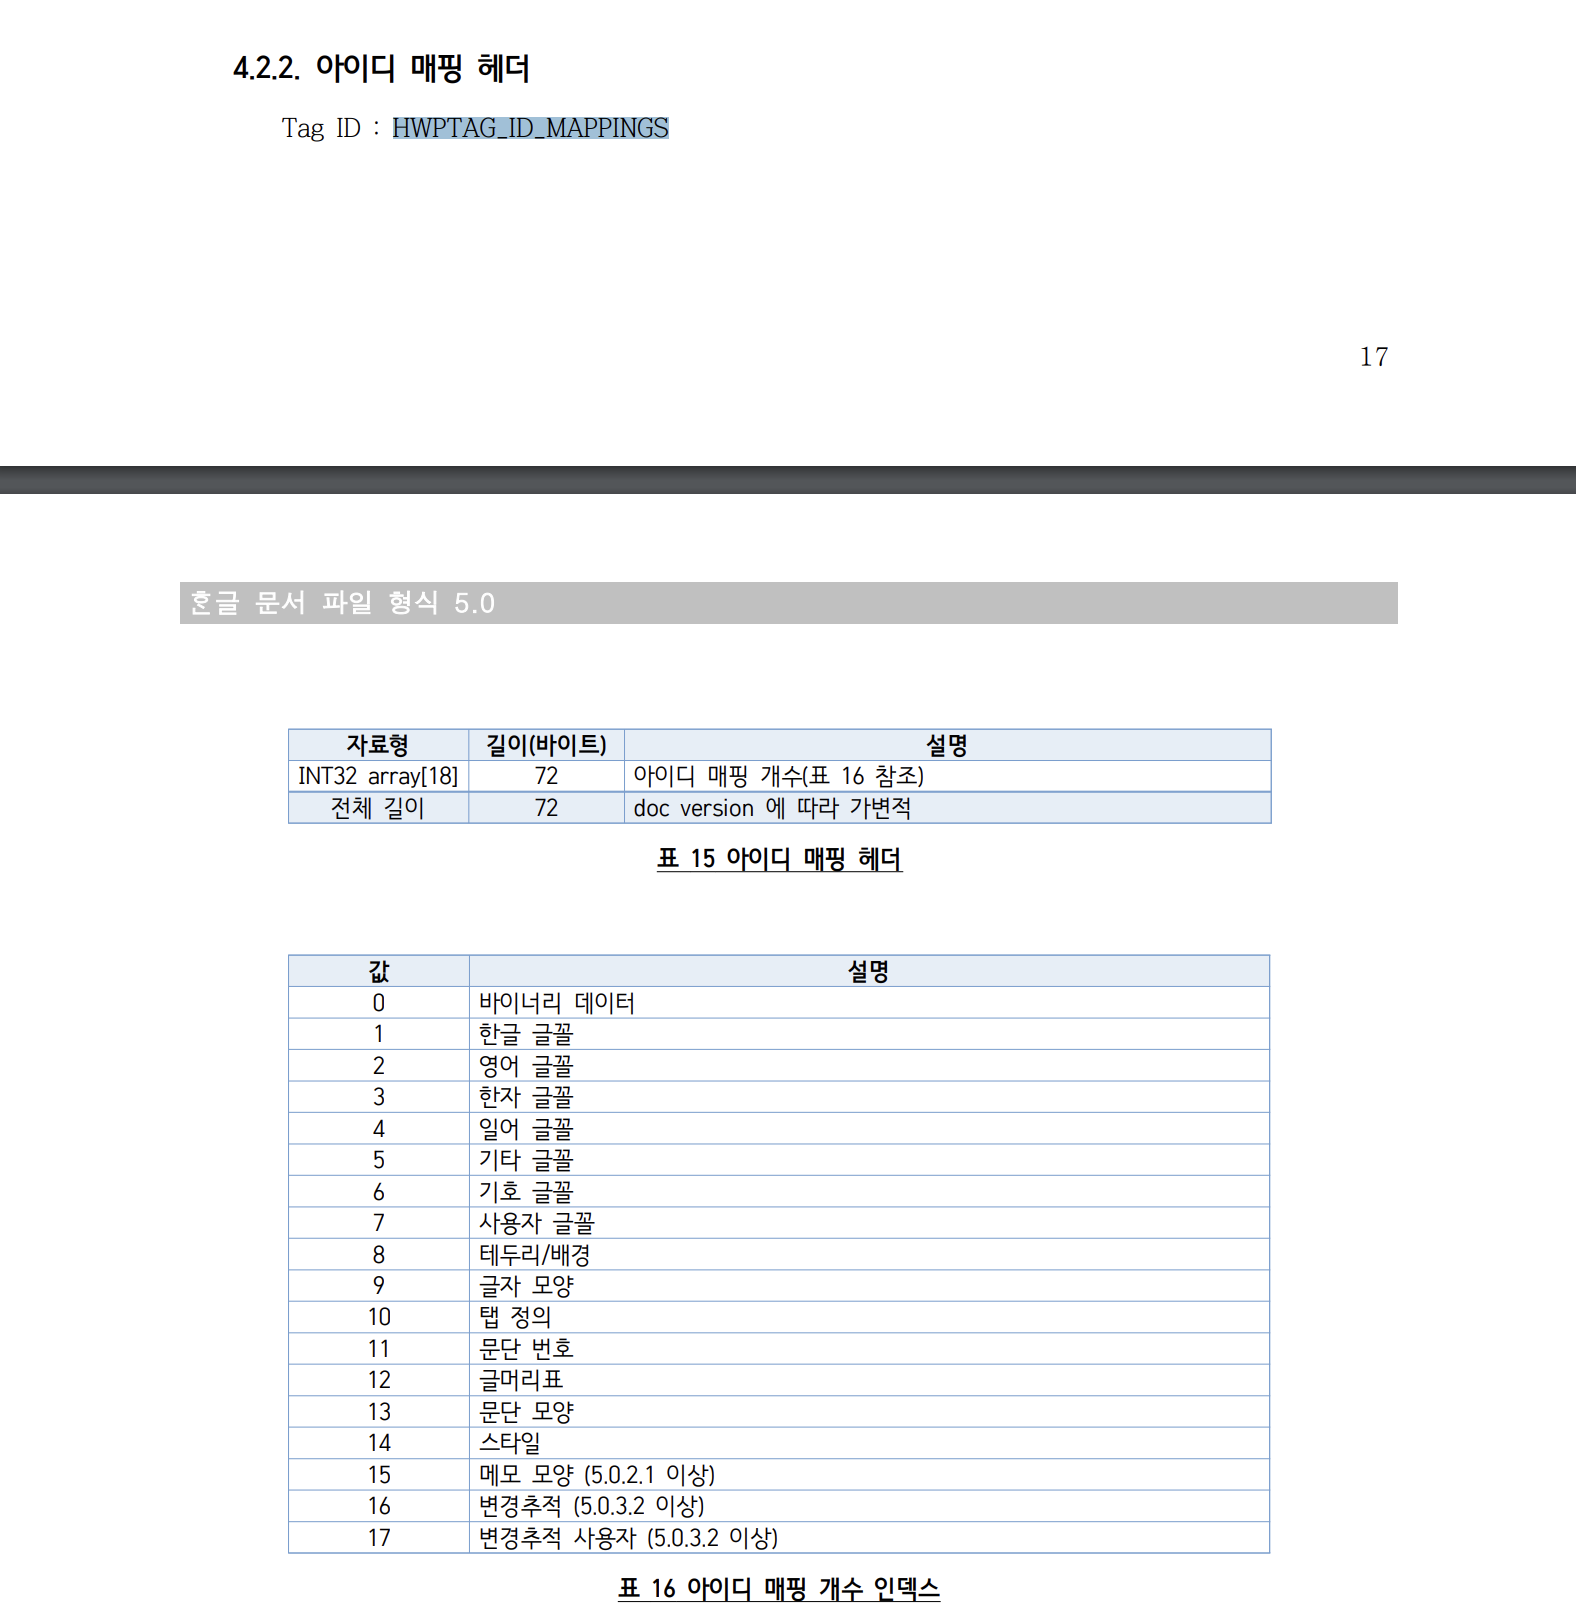 4.2.2. 아이디 매핑 헤더
Tag ID : HWPTAG_ID_MAPPINGS
17
ᄒᆞᆫ글 문서 파일 형식 5.0
자료형 길이(바이트) 설명
INT32 array[18] 72 아이디 매핑 개수(표 16 참조)
전체 길이 72 doc version 에 따라 가변적
표 15 아이디 매핑 헤더
값 설명
0 바이너리 데이터
1 한글 글꼴
2 영어 글꼴
3 한자 글꼴
4 일어 글꼴
5 기타 글꼴
6 기호 글꼴
7 사용자 글꼴
8 테두리/배경
9 글자 모양
10 탭 정의
11 문단 번호
12 글머리표
13 문단 모양
14 스타일
15 메모 모양 (5.0.2.1 이상)
16 변경추적 (5.0.3.2 이상)
17 변경추적 사용자 (5.0.3.2 이상)
표 16 아이디 매핑 개수 인덱스